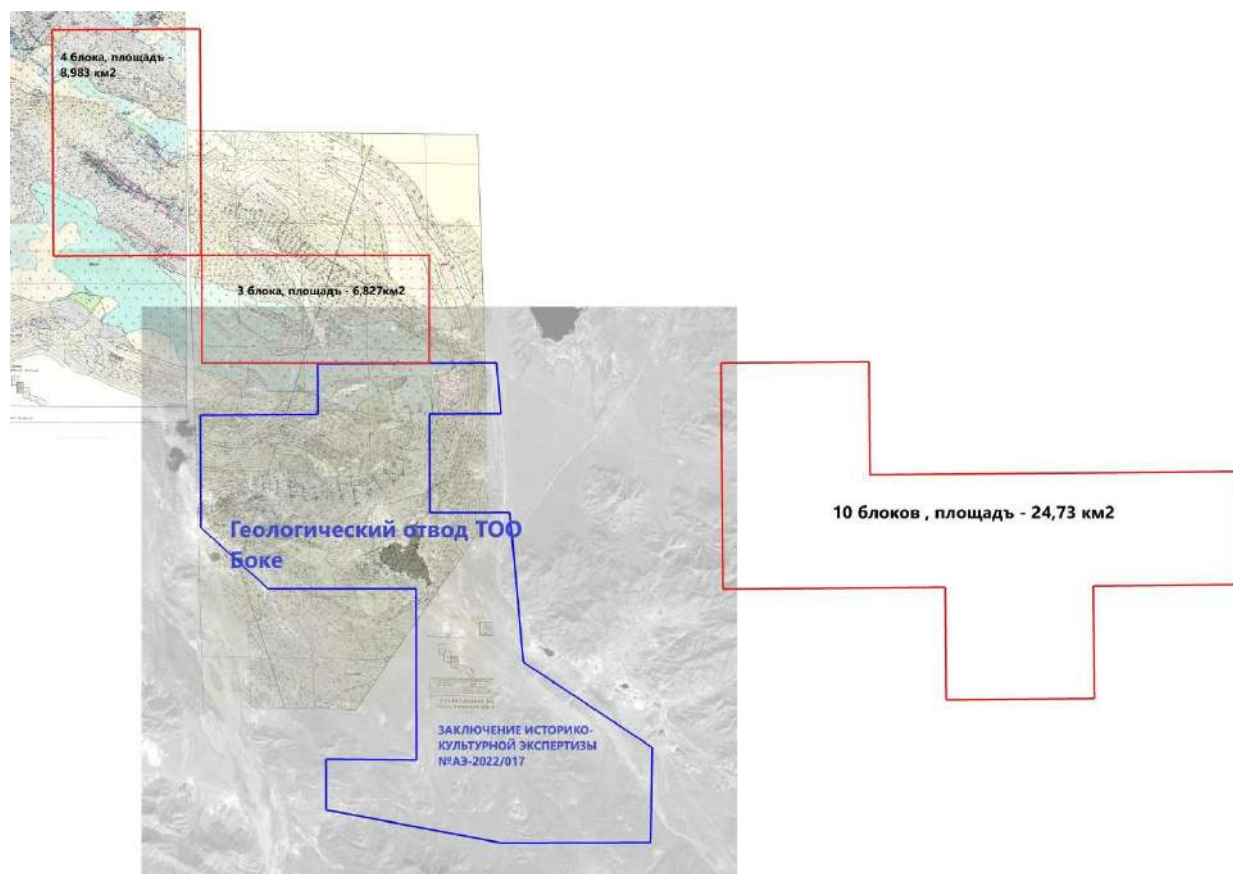 4 блока, площадъ -
8,983 км2
3 блока, площадъ - 6,827км2
10 блоков , площадъ - 24,73 км2
Геологический отвод ТОО
Боке
ЗАКЛЮЧЕНИЕ ИСТОРИКО-
КУЛЬТУРНОЙ ЭКСПЕРТИЗЫ
№АЭ-2022/017